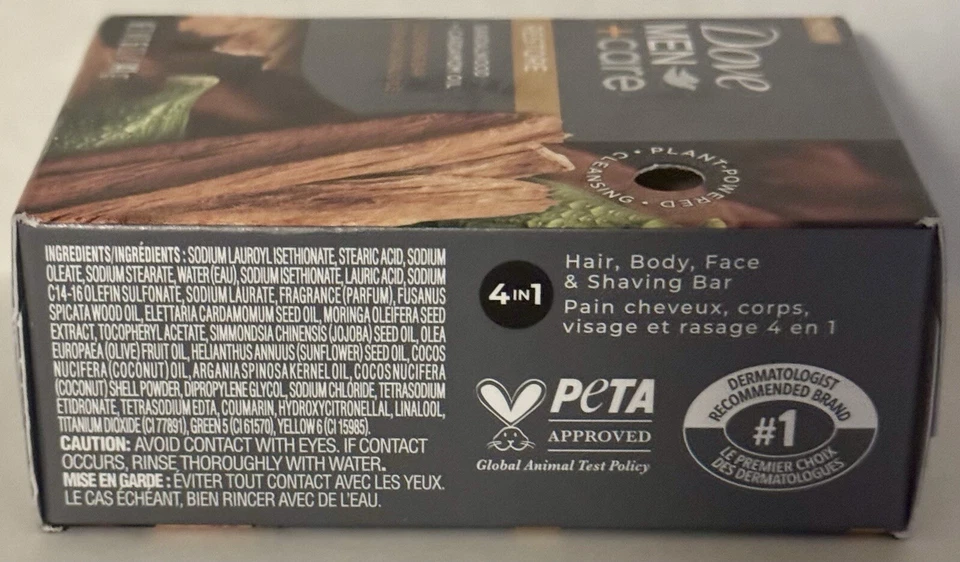 Dove
MEN
+care
RESTORE
SANDALWOOD
+ CARDAMOM OIL
PLANT-POWERED • CLEANSING •
INGREDIENTS/INGRÉDIENTS : SODIUM LAUROYL ISETHIONATE, STEARIC ACID, SODIUM
OLEATE, SODIUM STEARATE, WATER (EAU), SODIUM ISETHIONATE, LAURIC ACID, SODIUM
C14-16 OLEFIN SULFONATE, SODIUM LAURATE, FRAGRANCE (PARFUM), FUSANUS
SPICATA WOOD OIL, ELETTARIA CARDAMOMUM SEED OIL, MORINGA OLEIFERA SEED
EXTRACT, TOCOPHERYL ACETATE, SIMMONDSIA CHINENSIS (JOJOBA) SEED OIL, OLEA
EUROPAEA (OLIVE) FRUIT OIL, HELIANTHUS ANNUUS (SUNFLOWER) SEED OIL, COCOS
NUCIFERA (COCONUT) OIL, ARGANIA SPINOSA KERNEL OIL, COCOS NUCIFERA
(COCONUT) SHELL POWDER, DIPROPYLENE GLYCOL, SODIUM CHLORIDE, TETRASODIUM
ETIDRONATE, TETRASODIUM EDTA, COUMARIN, HYDROXYCITRONELLAL, LINALOOL,
TITANIUM DIOXIDE (CI 77891), GREEN 5 (CI 61570), YELLOW 6 (CI 15985).
CAUTION: AVOID CONTACT WITH EYES. IF CONTACT
OCCURS, RINSE THOROUGHLY WITH WATER.
MISE EN GARDE : ÉVITER TOUT CONTACT AVEC LES YEUX.
LE CAS ÉCHÉANT, BIEN RINCER AVEC DE L'EAU.
4 IN 1
Hair, Body, Face
& Shaving Bar
Pain cheveux, corps,
visage et rasage 4 en 1
PETA
APPROVED
Global Animal Test Policy
DERMATOLOGIST
RECOMMENDED BRAND
#1
LE PREMIER CHOIX
DES DERMATOLOGUES